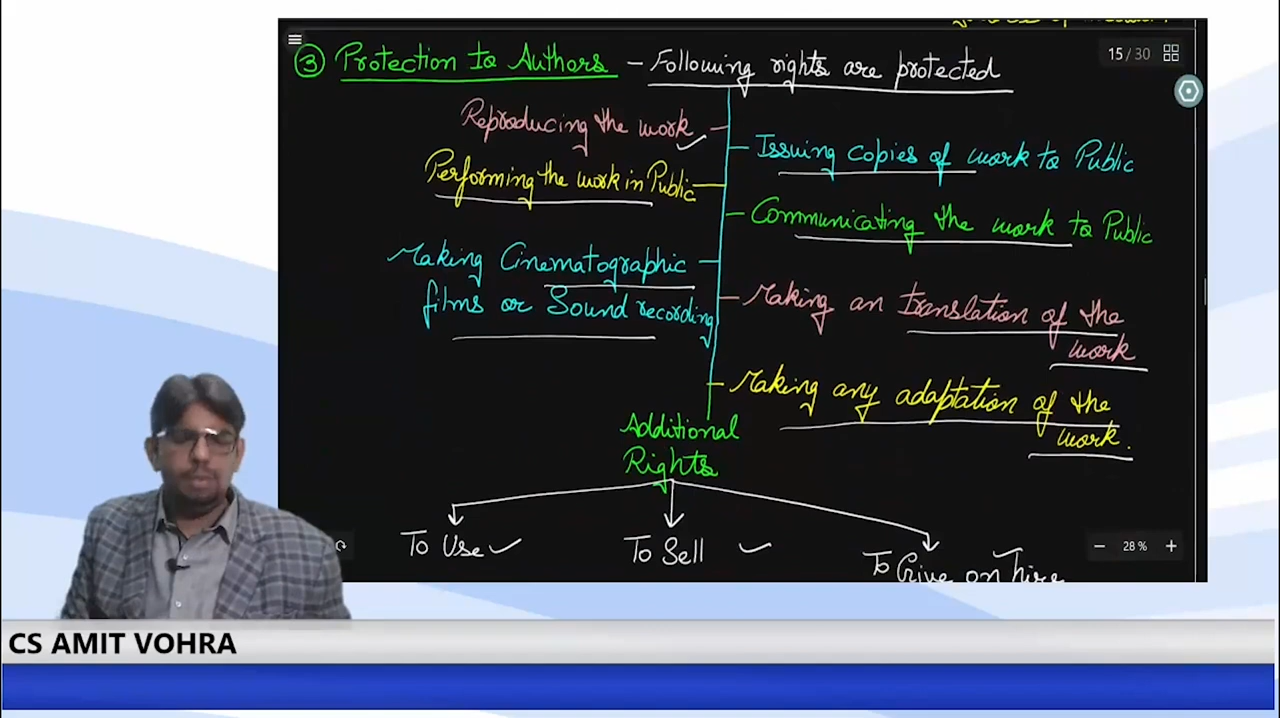 ③ Protection to Authors - Following rights are protected
15/30
Reproducing the work
Issuing copies of work to Public
Performing the work in Public
Communicating the work to Public
Making Cinematographic
films or Sound recording
Making an translation of the
work
Making any adaptation of the
work.
Additional
Rights
To Use
To Sell
To Give on hire
28 %
CS AMIT VOHRA